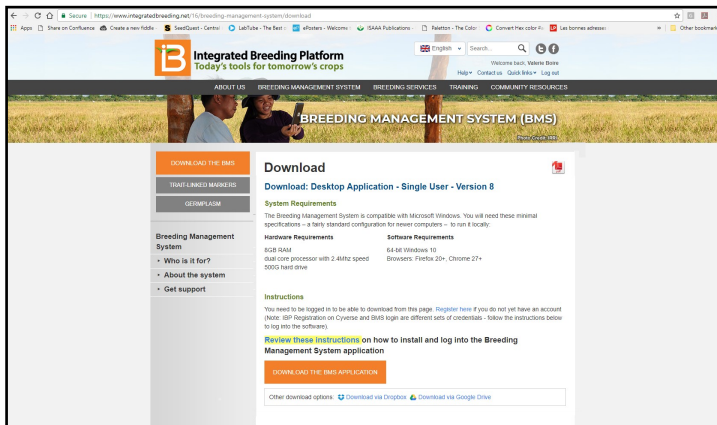 Secure | https://www.integratedbreeding.net/16/breeding-management-system/download
Apps Share on Confluence Create a new fiddle SeedQuest - Central LabTube - The Best ePosters - Welcome ISAAA Publications - Paletton - The Color Convert Hex color Les bonnes adresses » Other bookmark
Integrated Breeding Platform
Today's tools for tomorrow's crops
English Search...
Welcome back, Valerie Boire
Help Contact us Quick links Log out
ABOUT US BREEDING MANAGEMENT SYSTEM BREEDING SERVICES TRAINING COMMUNITY RESOURCES
BREEDING MANAGEMENT SYSTEM (BMS)
Photo Credit: IRRI
DOWNLOAD THE BMS
TRAIT-LINKED MARKERS
GERMPLASM
Breeding Management
System
Who is it for?
About the system
Get support
Download
Download: Desktop Application - Single User - Version 8
System Requirements
The Breeding Management System is compatible with Microsoft Windows. You will need these minimal
specifications – a fairly standard configuration for newer computers – to run it locally:
Hardware Requirements Software Requirements
8GB RAM 64-bit Windows 10
dual core processor with 2.4Mhz speed Browsers: Firefox 20+, Chrome 27+
500G hard drive
Instructions
You need to be logged in to be able to download from this page. Register here if you do not yet have an account
(Note: IBP Registration on Cyverse and BMS login are different sets of credentials - follow the instructions below
to log into the software).
Review these instructions on how to install and log into the Breeding
Management System application
DOWNLOAD THE BMS APPLICATION
Other download options: Download via Dropbox Download via Google Drive